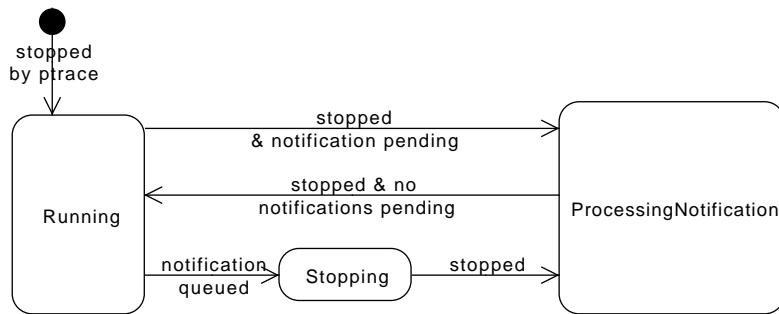 stopped
by ptrace
stopped
& notification pending
stopped & no
notifications pending
Running
ProcessingNotification
notification
queued
Stopping
stopped